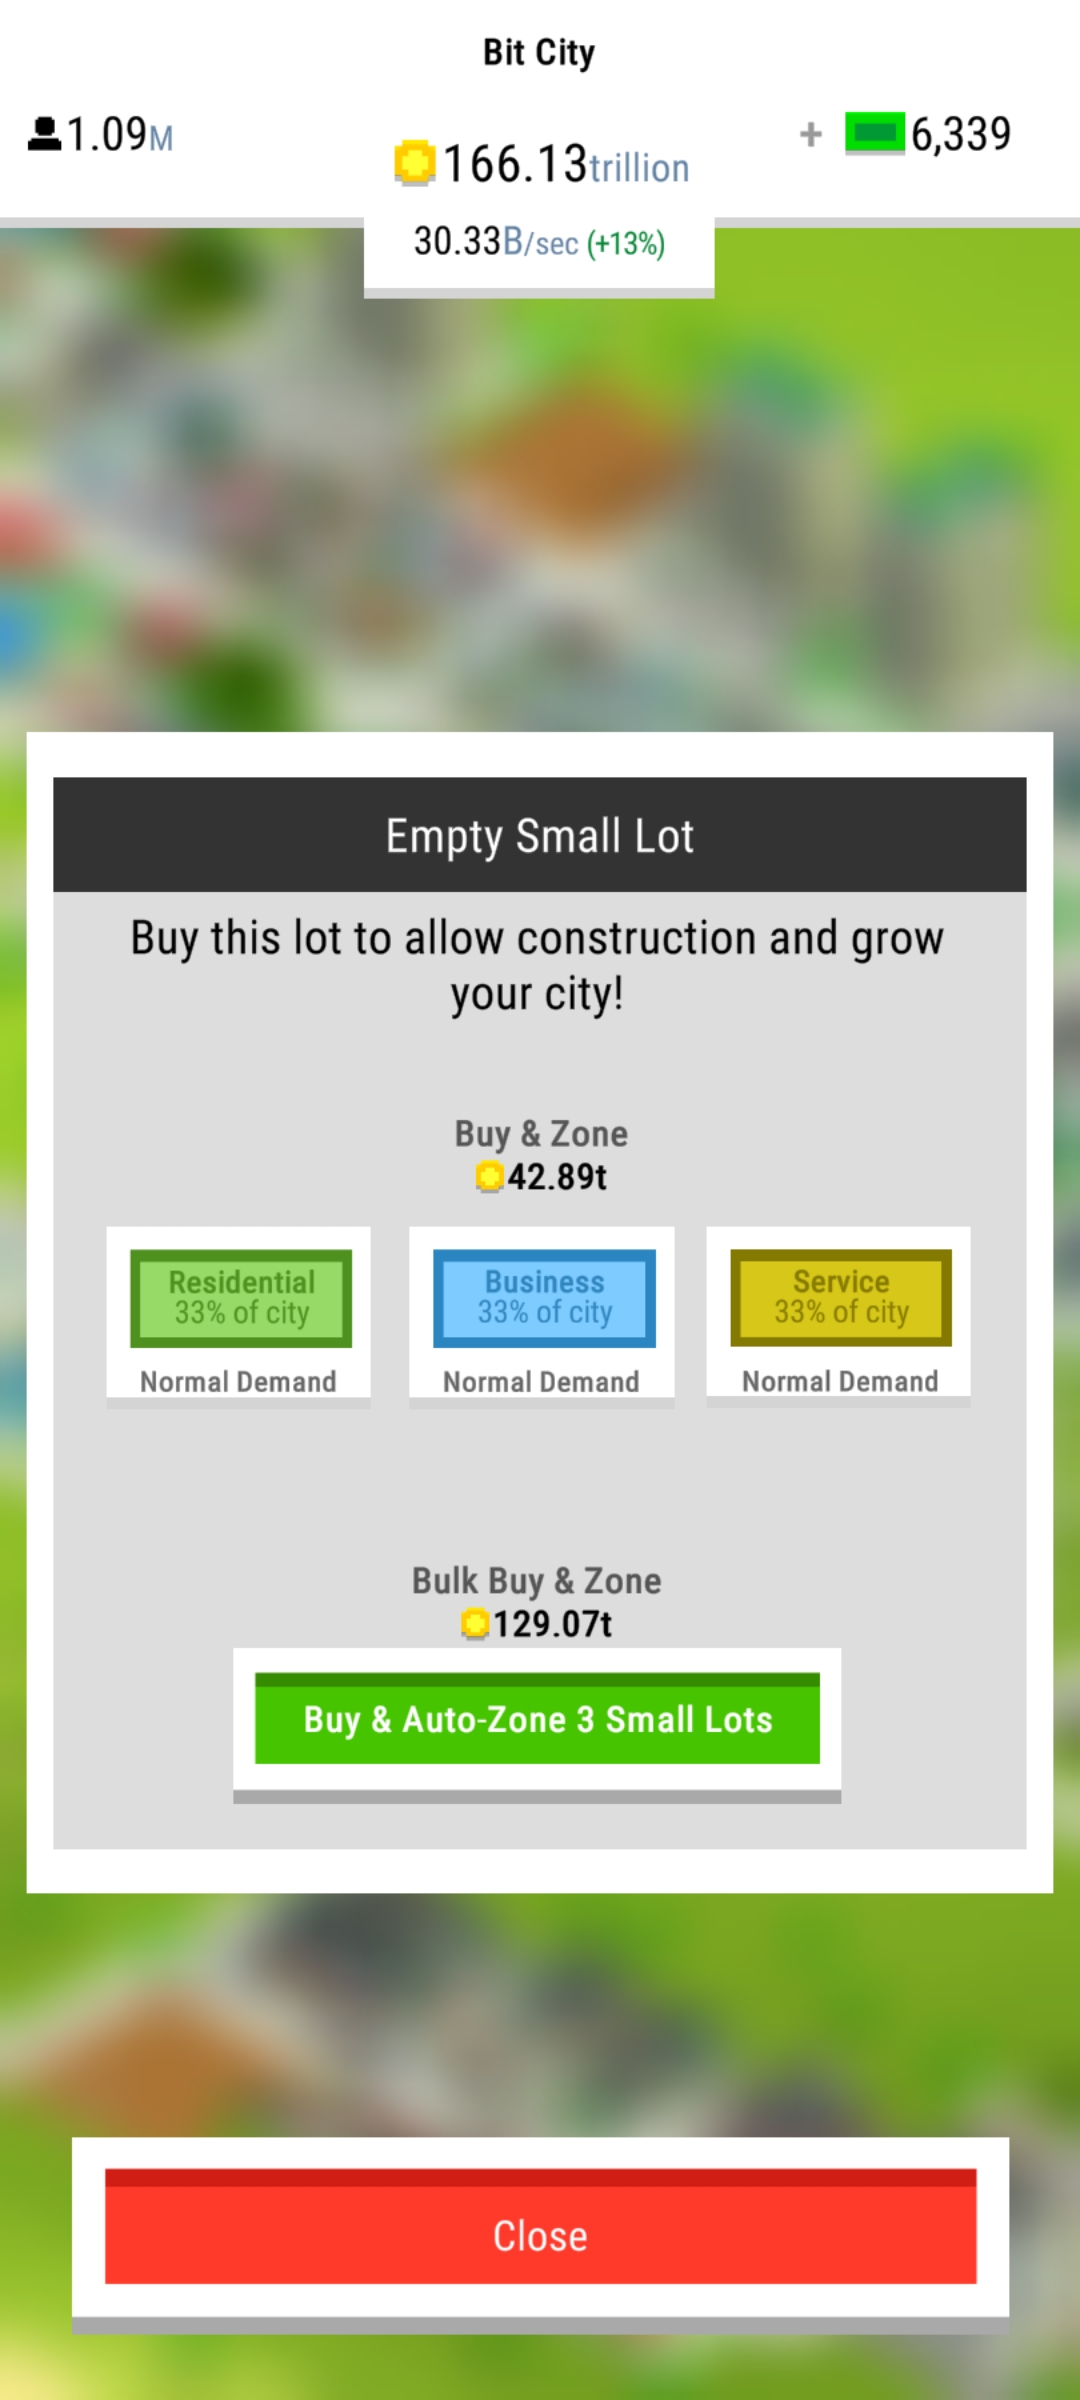 Bit City
1.09M
166.13trillion
+ 6,339
30.33B/sec (+13%)
Empty Small Lot
Buy this lot to allow construction and grow
your city!
Buy & Zone
42.89t
Residential
33% of city
Normal Demand
Business
33% of city
Normal Demand
Service
33% of city
Normal Demand
Bulk Buy & Zone
129.07t
Buy & Auto-Zone 3 Small Lots
Close